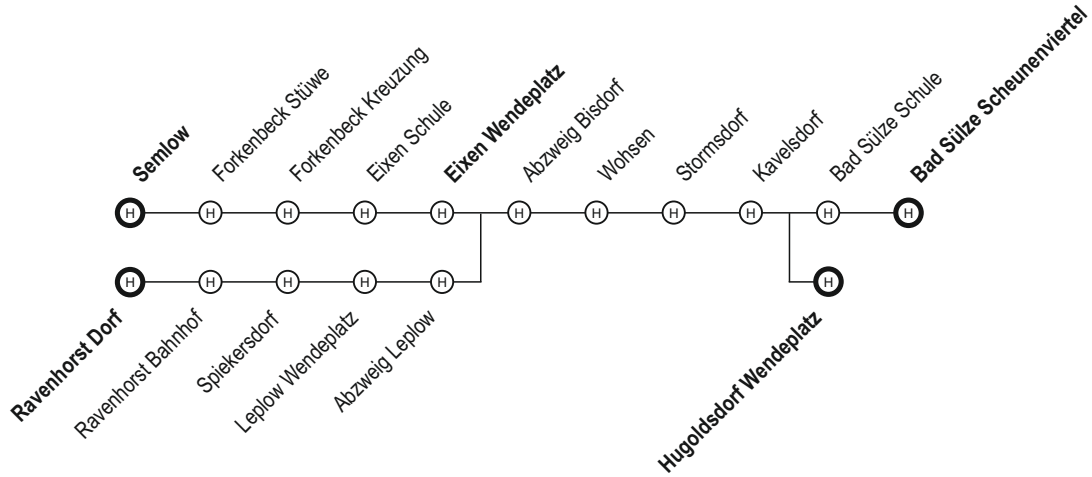 Semlow
Forkenbeck Stüwe
Forkenbeck Kreuzung
Eixen Schule
Eixen Wendeplatz
Abzweig Bisdorf
Wohsen
Stormsdorf
Kavelsdorf
Bad Sülze Schule
Bad Sülze Scheunenviertel
H H H H H H H H H H H
H H H H H H
Ravenhorst Dorf
Ravenhorst Bahnhof
Spiekersdorf
Leplow Wendeplatz
Abzweig Leplow
Hugoldsdorf Wendeplatz